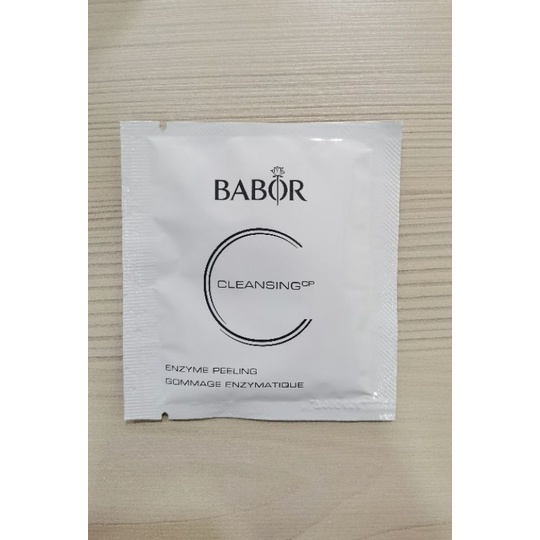 BABOR
CLEANSINGCP
ENZYME PEELING
GOMMAGE ENZYMATIQUE